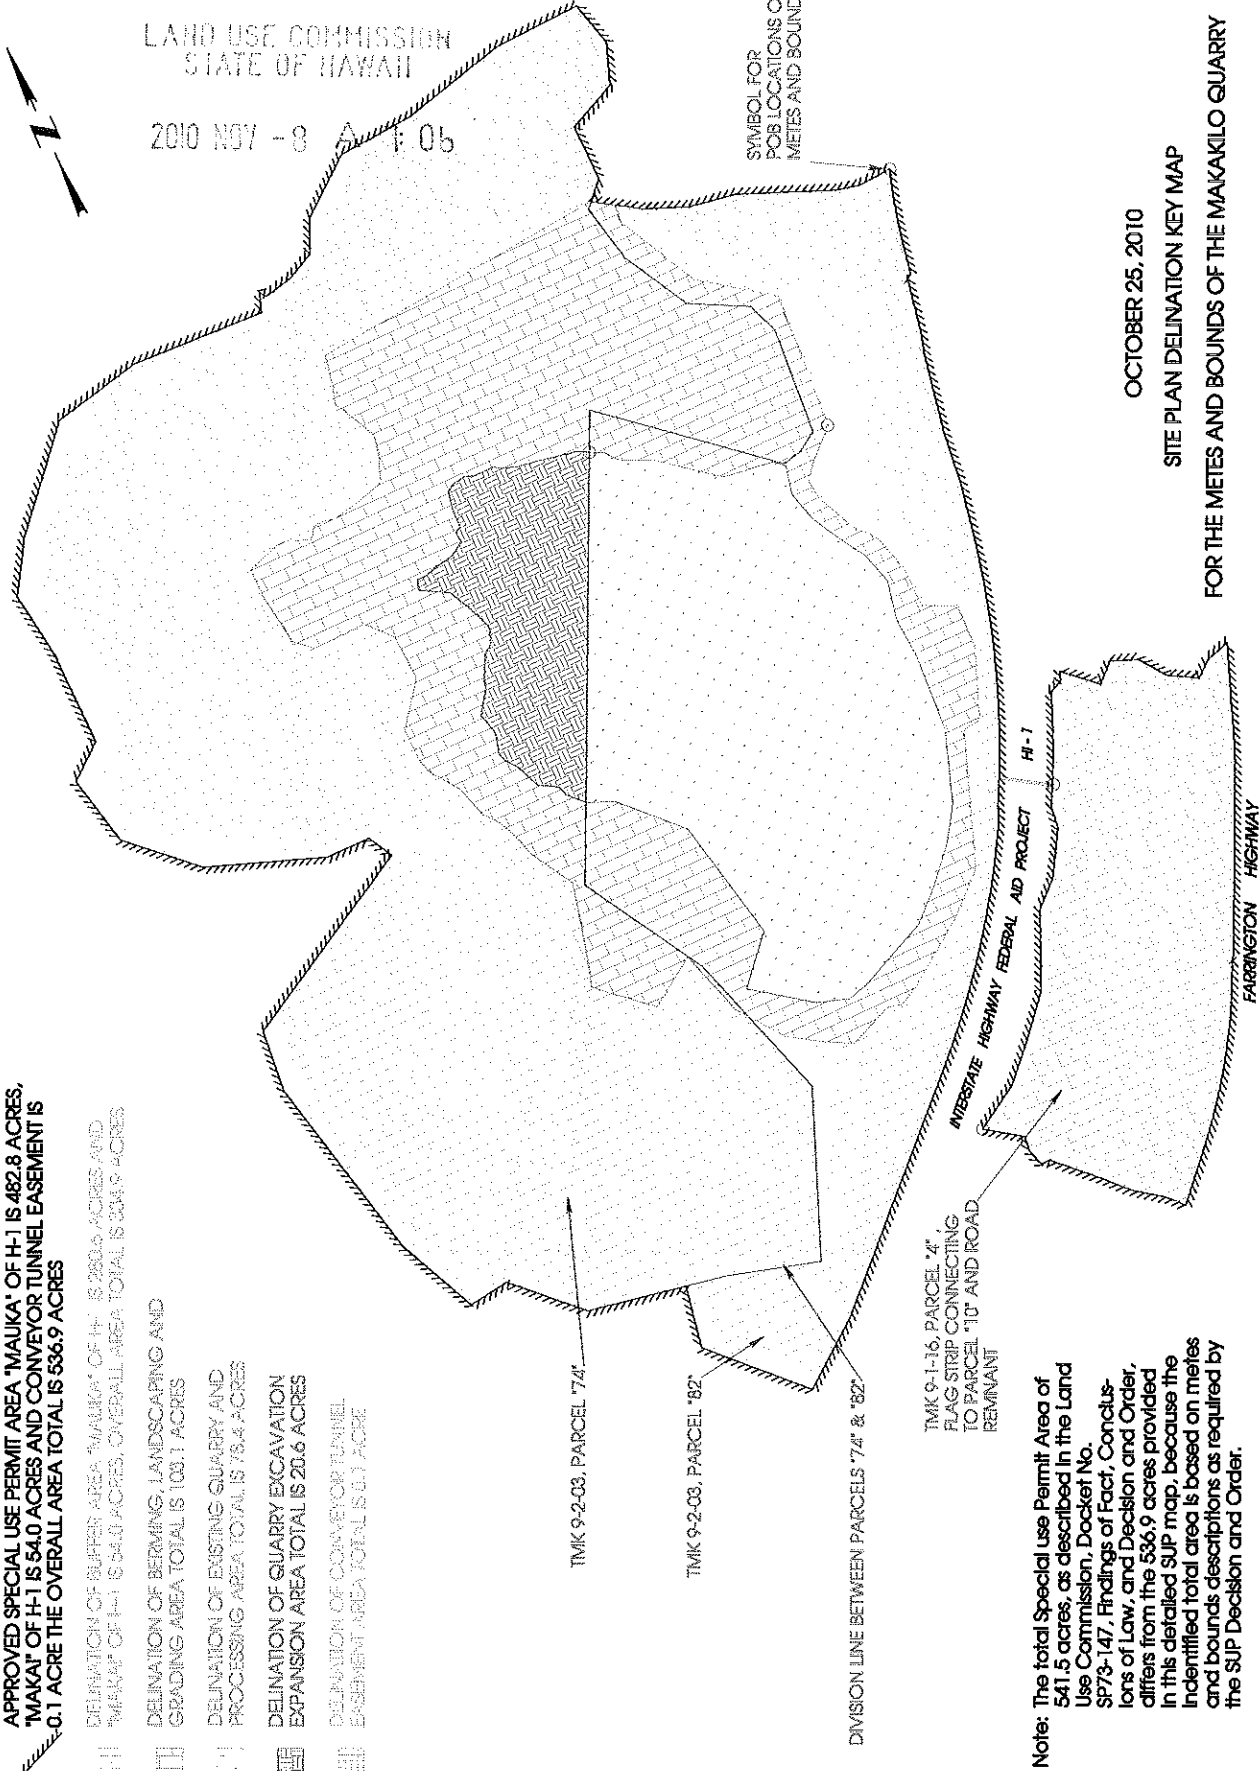 LAND USE COMMISSION
STATE OF HAWAII
2010 NOV -8 A 7:06
N
SYMBOL FOR
POB LOCATIONS
METES AND
OCTOBER 25, 2010
SITE PLAN DELINATION KEY MAP
FOR THE METES AND BOUNDS OF THE MAKAKILO QUARRY
APPROVED SPECIAL USE PERMIT AREA "MAUKA" OF H-1 IS 482.8 ACRES,
"MAKAI" OF H-1 IS 54.0 ACRES AND CONVEYOR TUNNEL EASEMENT IS
0.1 ACRE THE OVERALL AREA TOTAL IS 536.9 ACRES
DELINATION OF BUFFER AREA "MAUKA" OF H-1 IS ACRES AND
"MAKAI" OF H-1 IS 54.0 ACRES, OVERALL AREA TOTAL IS ACRES
DELINATION OF BERMING, LANDSCAPING AND
GRADING AREA TOTAL IS ACRES
DELINATION OF EXISTING QUARRY AND
PROCESSING AREA TOTAL IS ACRES
DELINATION OF QUARRY EXCAVATION
EXPANSION AREA TOTAL IS 20.6 ACRES
DELINATION OF CONVEYOR TUNNEL
EASEMENT AREA TOTAL IS 0.1 ACRE
TMK 9-2-03, PARCEL "74"
TMK 9-2-03, PARCEL "82"
DIVISION LINE BETWEEN PARCELS "74" & "82"
TMK 9-1-16, PARCEL "4",
FLAG STRIP CONNECTING
TO PARCEL "10" AND ROAD
REMNANT
INTERSTATE HIGHWAY FEDERAL AID PROJECT HI-1
FARRINGTON HIGHWAY
Note: The total Special use Permit Area of
541.5 acres, as described in the Land
Use Commission, Docket No.
SP73-147, Findings of Fact, Conclus-
ions of Law, and Decision and Order,
differs from the 536.9 acres provided
in this detailed SUP map, because the
indentified total area is based on metes
and bounds descriptions as required by
the SUP Decision and Order.